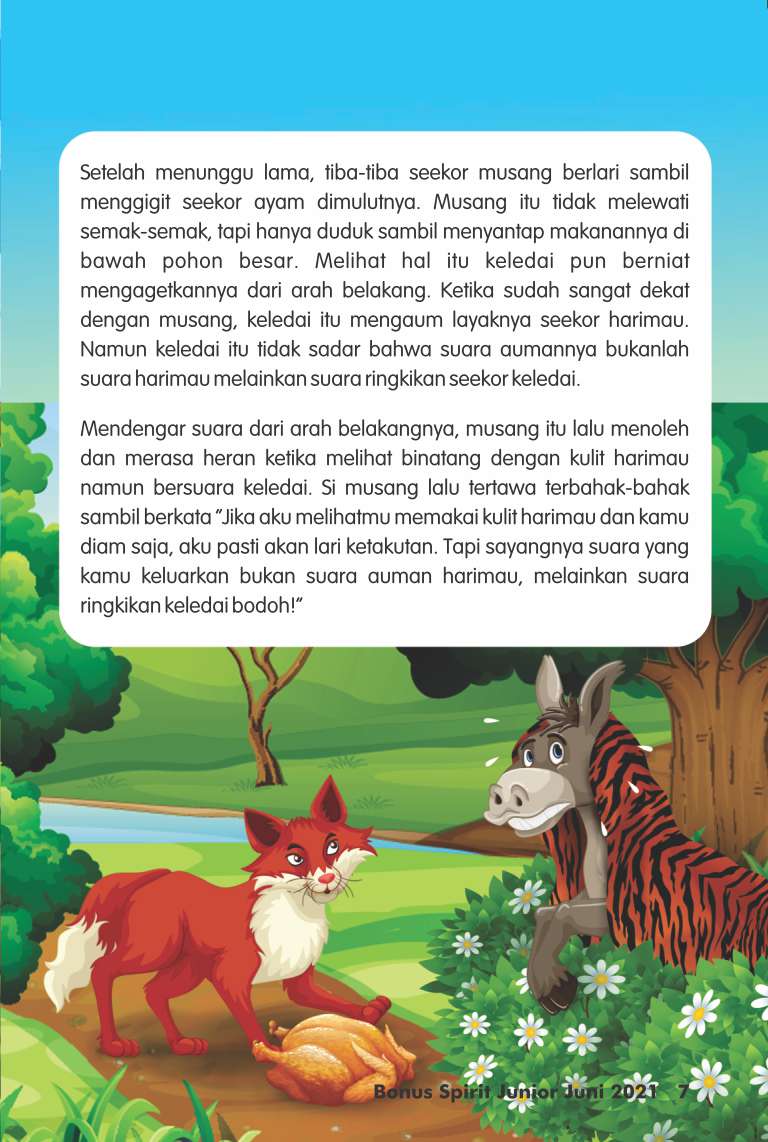 Setelah menunggu lama, tiba-tiba seekor musang berlari sambil
menggigit seekor ayam dimulutnya. Musang itu tidak melewati
semak-semak, tapi hanya duduk sambil menyantap makanannya di
bawah pohon besar. Melihat hal itu keledai pun berniat
mengagetkannya dari arah belakang. Ketika sudah sangat dekat
dengan musang, keledai itu mengaum layaknya seekor harimau.
Namun keledai itu tidak sadar bahwa suara aumannya bukanlah
suara harimau melainkan suara ringkikan seekor keledai.
Mendengar suara dari arah belakangnya, musang itu lalu menoleh
dan merasa heran ketika melihat binatang dengan kulit harimau
namun bersuara keledai. Si musang lalu tertawa terbahak-bahak
sambil berkata “Jika aku melihatmu memakai kulit harimau dan kamu
diam saja, aku pasti akan lari ketakutan. Tapi sayangnya suara yang
kamu keluarkan bukan suara auman harimau, melainkan suara
ringkikan keledai bodoh!”
Bonus Spirit Junior Juni 2021 7